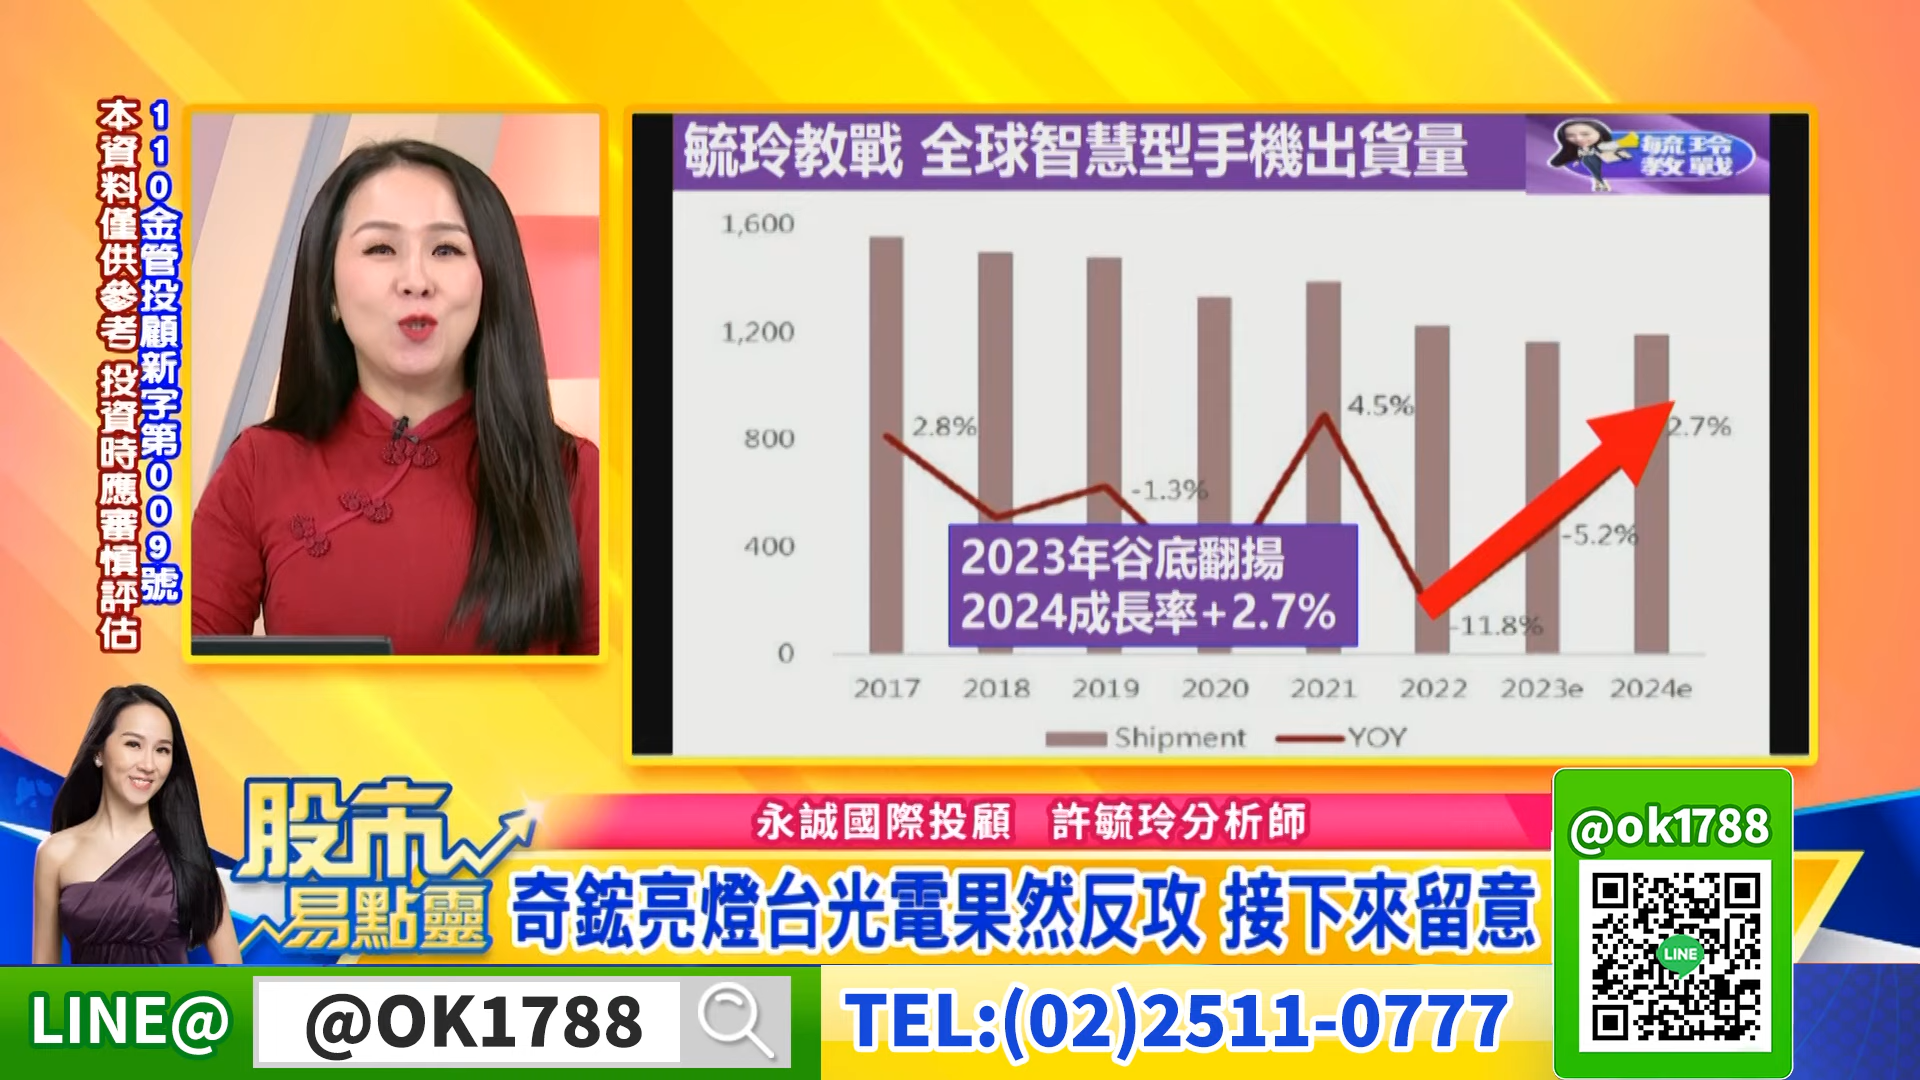 110金管投顧新字第009號
本資料僅供參考 投資時應審慎評估
毓玲教戰 全球智慧型手機出貨量
毓玲
教戰
1,600
1,200
800
400
0
2.8%
-1.3%
4.5%
-11.8%
-5.2%
2.7%
2023年谷底翻揚
2024成長率+2.7%
2017 2018 2019 2020 2021 2022 2023e 2024e
Shipment YOY
股市
易點靈
永誠國際投顧 許毓玲分析師
奇鋐亮燈台光電果然反攻 接下來留意
@ok1788
LINE
LINE@ @OK1788 TEL:(02)2511-0777